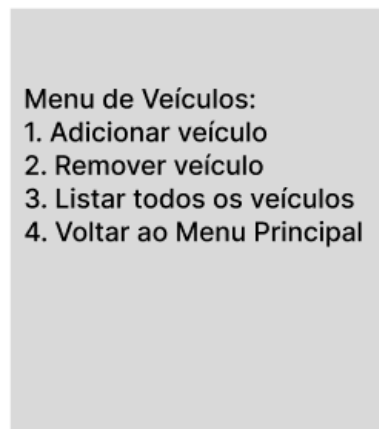 Menu de Veículos:
1. Adicionar veículo
2. Remover veículo
3. Listar todos os veículos
4. Voltar ao Menu Principal